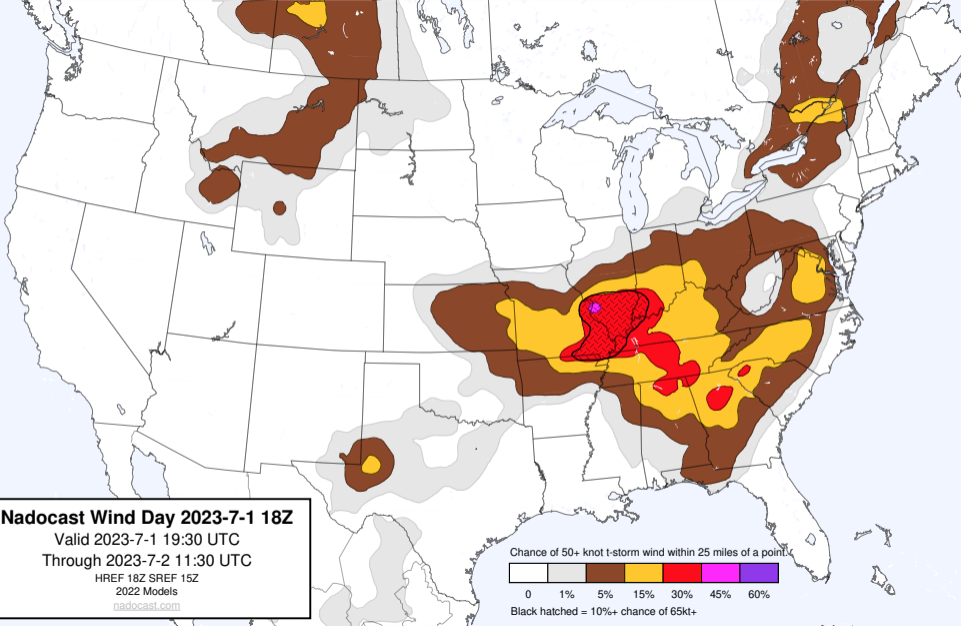 Nadocast Wind Day 2023-7-1 18Z
Valid 2023-7-1 19:30 UTC
Through 2023-7-2 11:30 UTC
HREF 18Z SREF 15Z
2022 Models
nadocast.com
Chance of 50+ knot t-storm wind within 25 miles of a point.
0 1% 5% 15% 30% 45% 60%
Black hatched = 10%+ chance of 65kt+